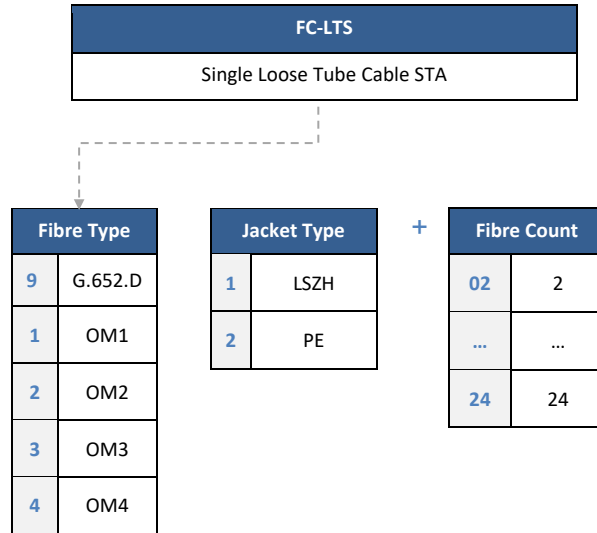 FC-LTS
Single Loose Tube Cable STA
Fibre Type
9 G.652.D
1 OM1
2 OM2
3 OM3
4 OM4
Jacket Type
1 LSZH
2 PE
+
Fibre Count
02 2
... ...
24 24